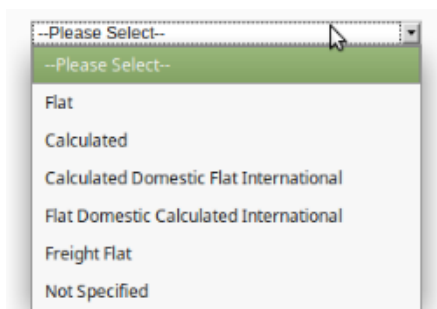 --Please Select--
--Please Select--
Flat
Calculated
Calculated Domestic Flat International
Flat Domestic Calculated International
Freight Flat
Not Specified